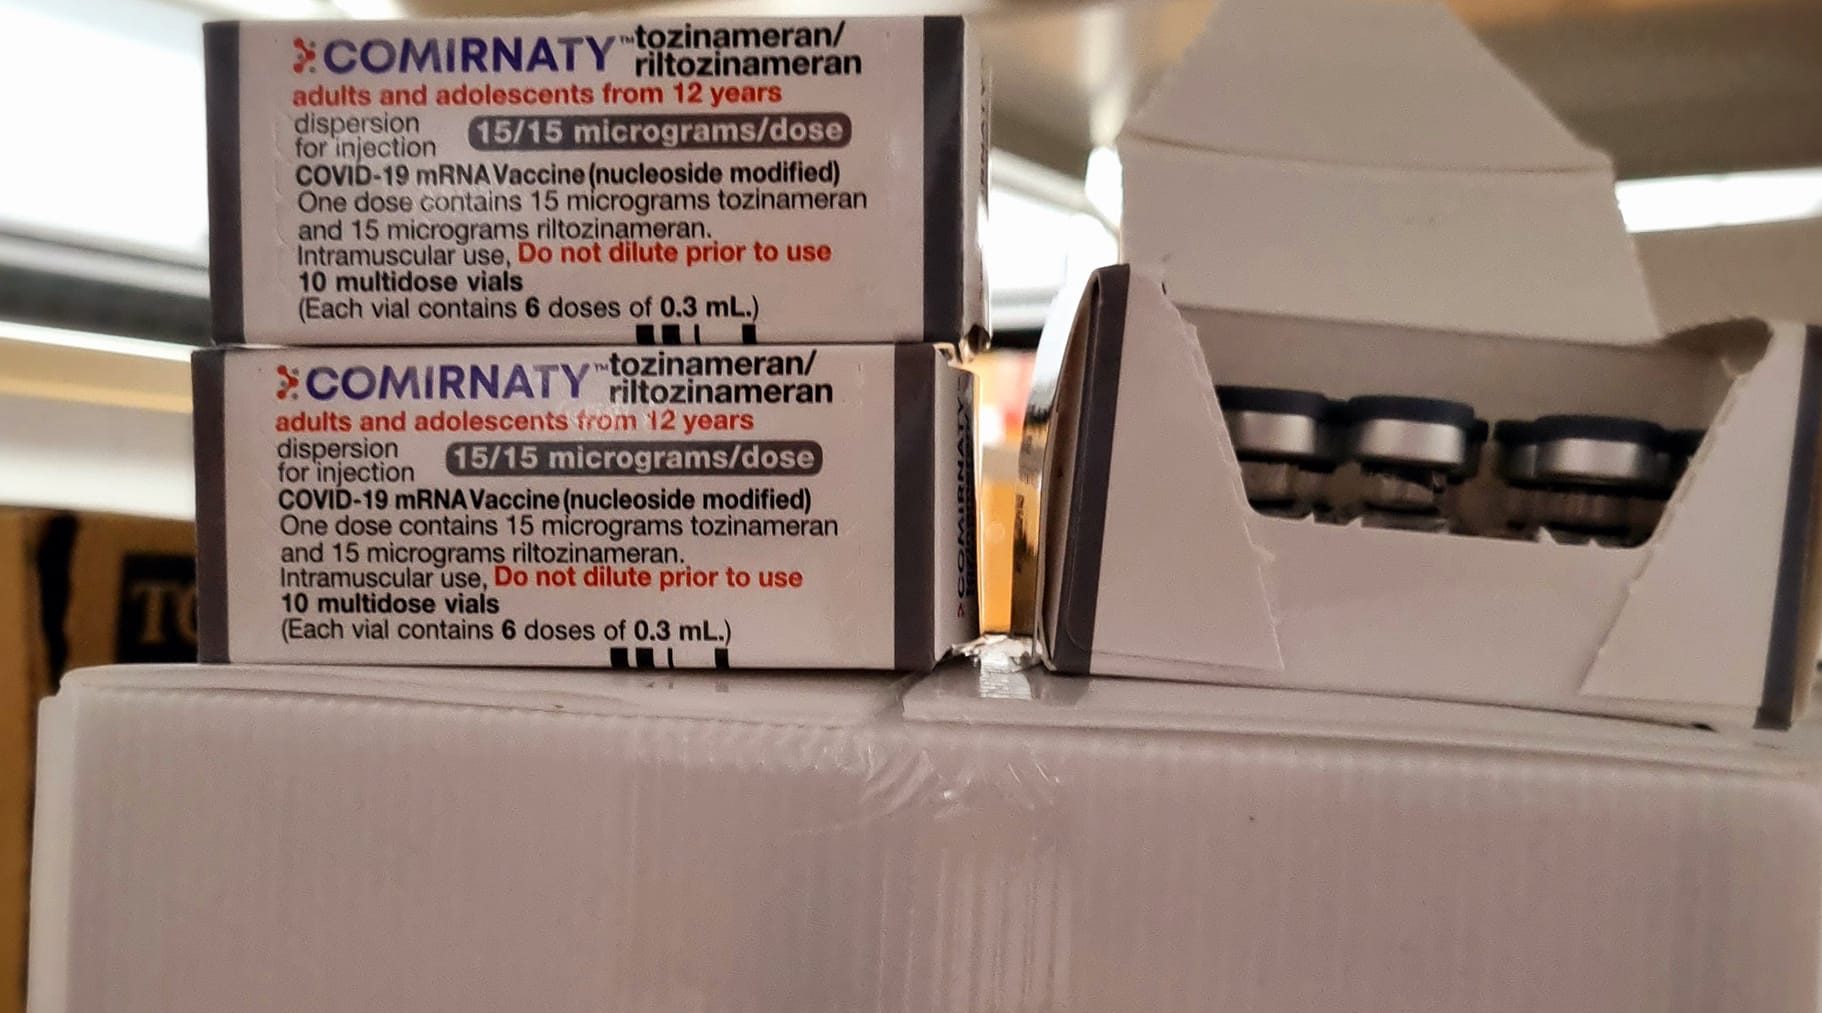 COMIRNATY™ tozinameran/
riltozinameran
adults and adolescents from 12 years
dispersion
for injection
15/15 micrograms/dose
COVID-19 mRNA Vaccine (nucleoside modified)
One dose contains 15 micrograms tozinameran
and 15 micrograms riltozinameran.
Intramuscular use, Do not dilute prior to use
10 multidose vials
(Each vial contains 6 doses of 0.3 mL.)
COMIRNATY™ tozinameran/
riltozinameran
adults and adolescents from 12 years
dispersion
for injection
15/15 micrograms/dose
COVID-19 mRNA Vaccine (nucleoside modified)
One dose contains 15 micrograms tozinameran
and 15 micrograms riltozinameran.
Intramuscular use, Do not dilute prior to use
10 multidose vials
(Each vial contains 6 doses of 0.3 mL.)
COMIRNATY